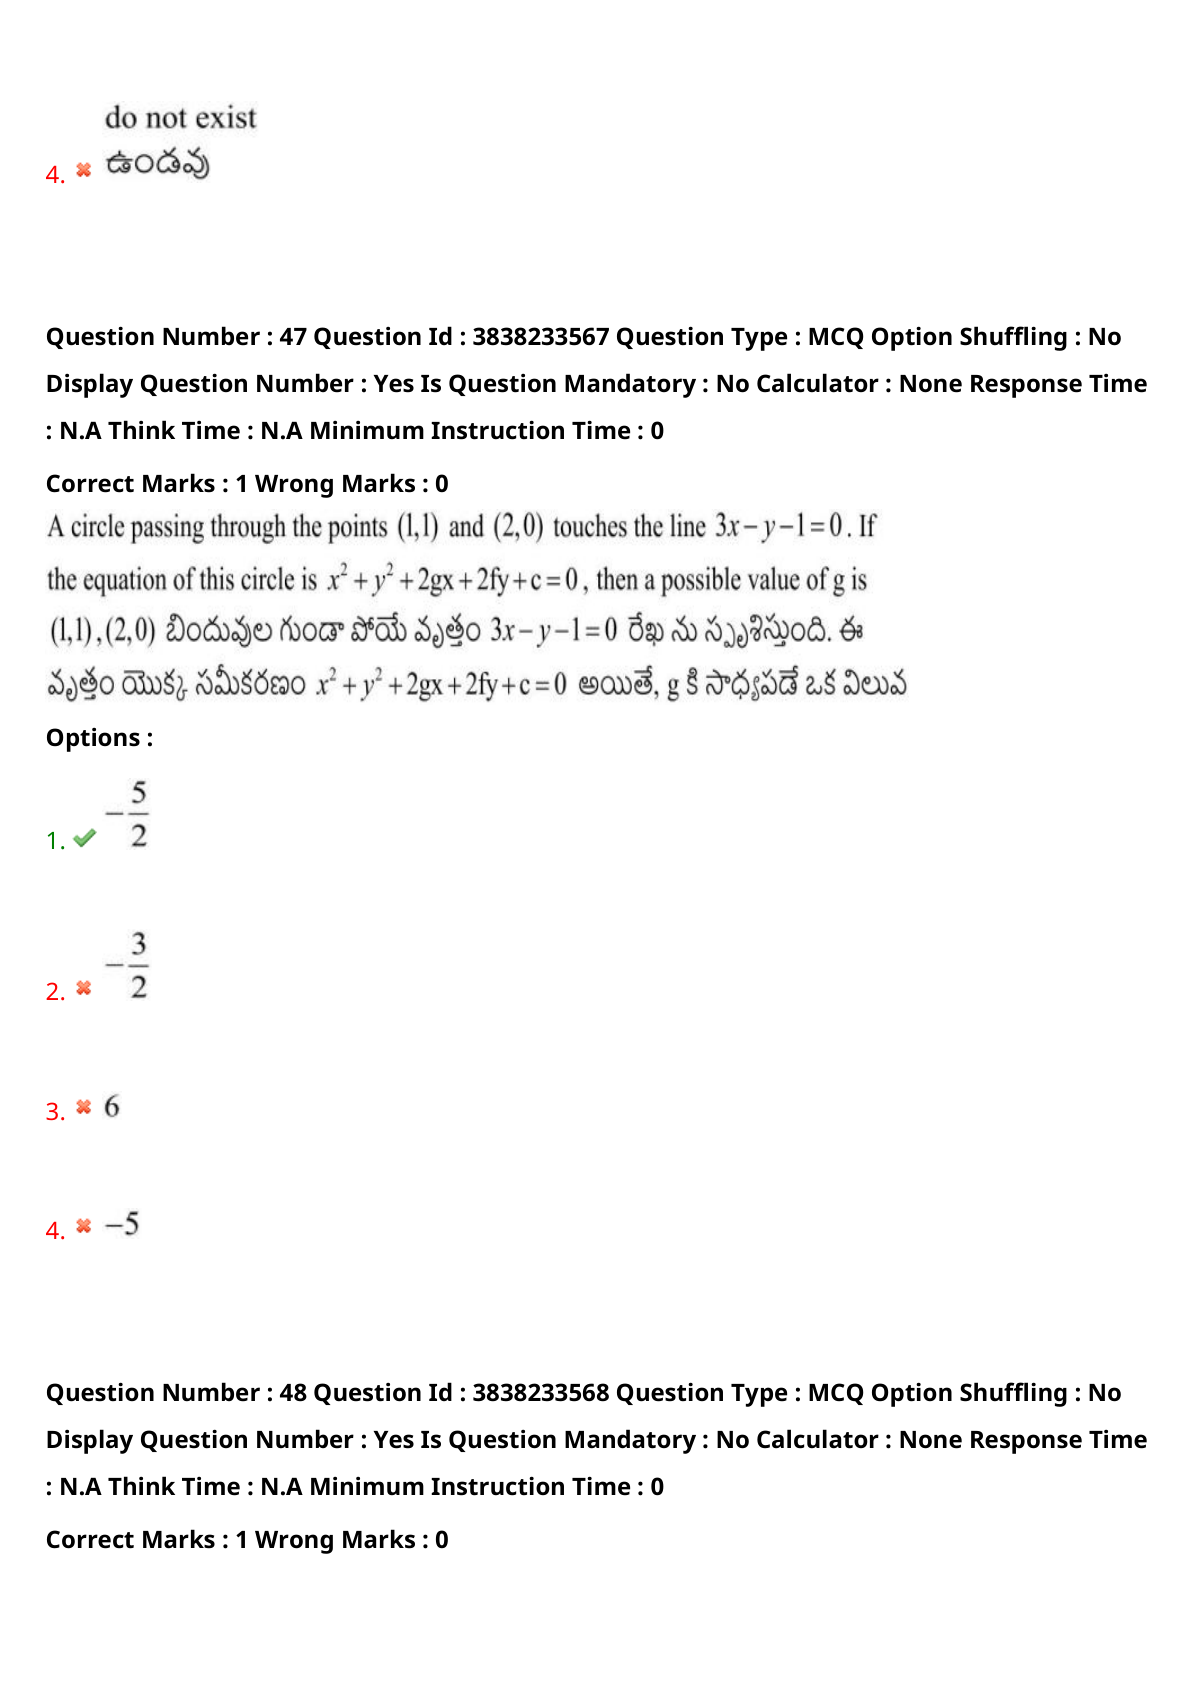 do not exist
4. ఉండవు
Question Number : 47 Question Id : 3838233567 Question Type : MCQ Option Shuffling : No
Display Question Number : Yes Is Question Mandatory : No Calculator : None Response Time
: N.A Think Time : N.A Minimum Instruction Time : 0
Correct Marks : 1 Wrong Marks : 0
A circle passing through the points (1,1) and (2,0) touches the line 3x−y−1=0. If
the equation of this circle is x²+y²+2gx+2fy+c=0, then a possible value of g is
(1,1),(2,0) బిందువుల గుండా పోయే వృత్తం 3x−y−1=0 రేఖ ను స్పృశిస్తుంది. ఈ
వృత్తం యొక్క సమీకరణం x²+y²+2gx+2fy+c=0 అయితే, g కి సాధ్యపడే ఒక విలువ
Options :
1. −5/2
2. −3/2
3. 6
4. −5
Question Number : 48 Question Id : 3838233568 Question Type : MCQ Option Shuffling : No
Display Question Number : Yes Is Question Mandatory : No Calculator : None Response Time
: N.A Think Time : N.A Minimum Instruction Time : 0
Correct Marks : 1 Wrong Marks : 0